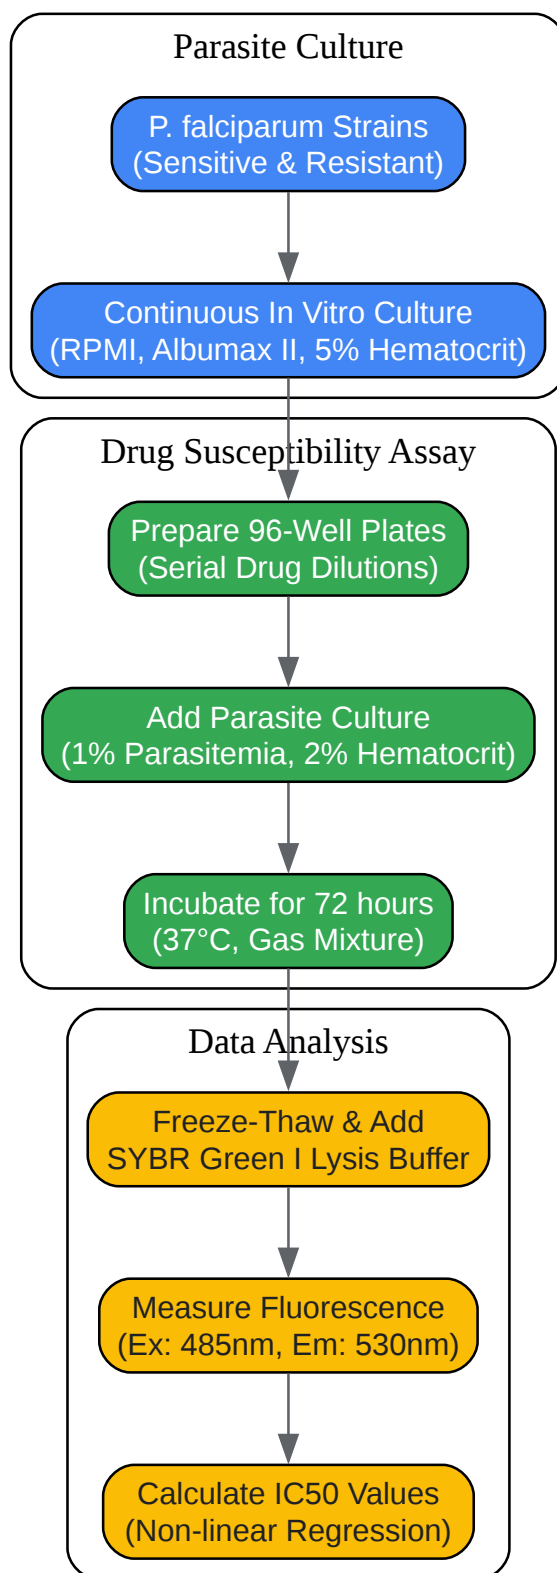 Parasite Culture
P. falciparum Strains
(Sensitive & Resistant)
Continuous In Vitro Culture
(RPMI, Albumax II, 5% Hematocrit)
Drug Susceptibility Assay
Prepare 96-Well Plates
(Serial Drug Dilutions)
Add Parasite Culture
(1% Parasitemia, 2% Hematocrit)
Incubate for 72 hours
(37°C, Gas Mixture)
Data Analysis
Freeze-Thaw & Add
SYBR Green I Lysis Buffer
Measure Fluorescence
(Ex: 485nm, Em: 530nm)
Calculate IC50 Values
(Non-linear Regression)